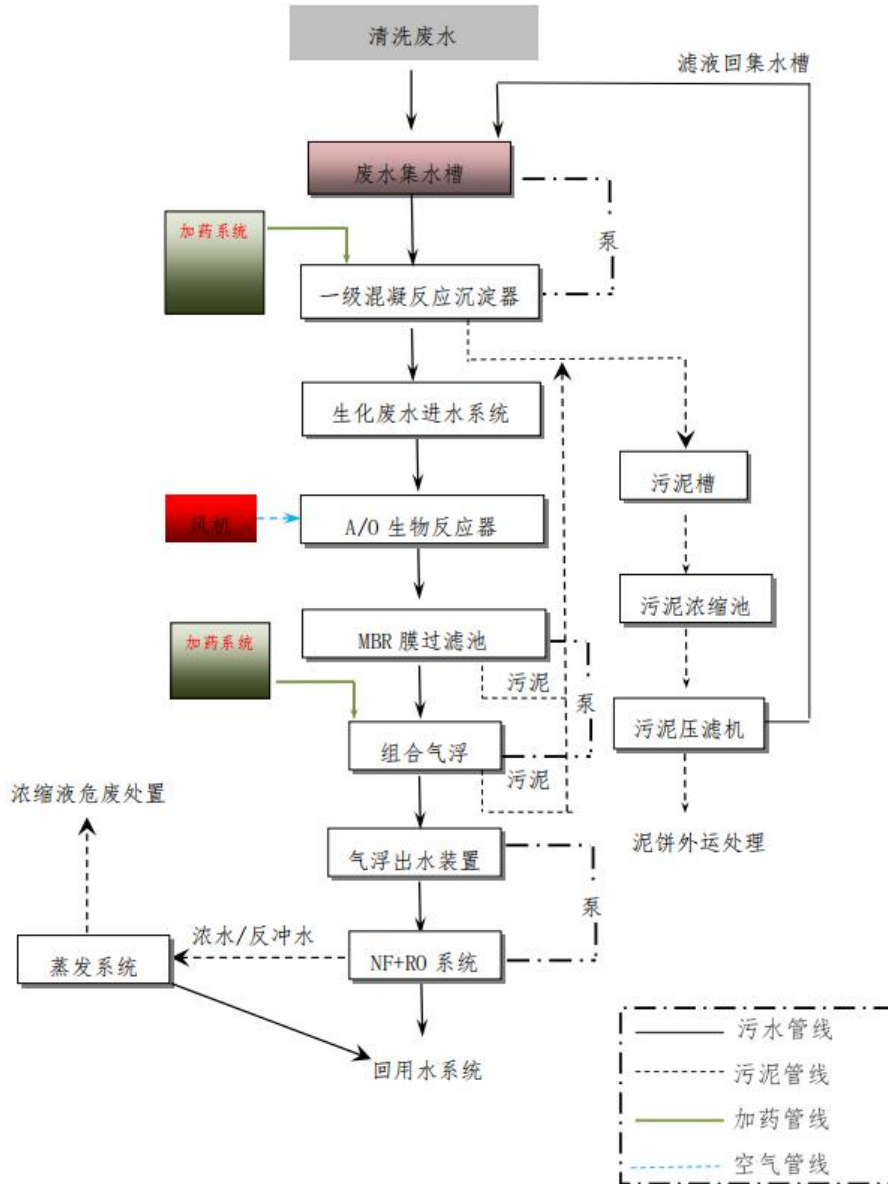 清洗废水
滤液回集水槽
废水集水槽
加药系统
泵
一级混凝反应沉淀器
生化废水进水系统
污泥槽
风机
A/O 生物反应器
污泥浓缩池
MBR 膜过滤池
加药系统
污泥
泵
污泥压滤机
组合气浮
污泥
浓缩液危废处置
泥饼外运处理
气浮出水装置
泵
浓水/反冲水
蒸发系统
NF+RO 系统
回用水系统
污水管线
污泥管线
加药管线
空气管线